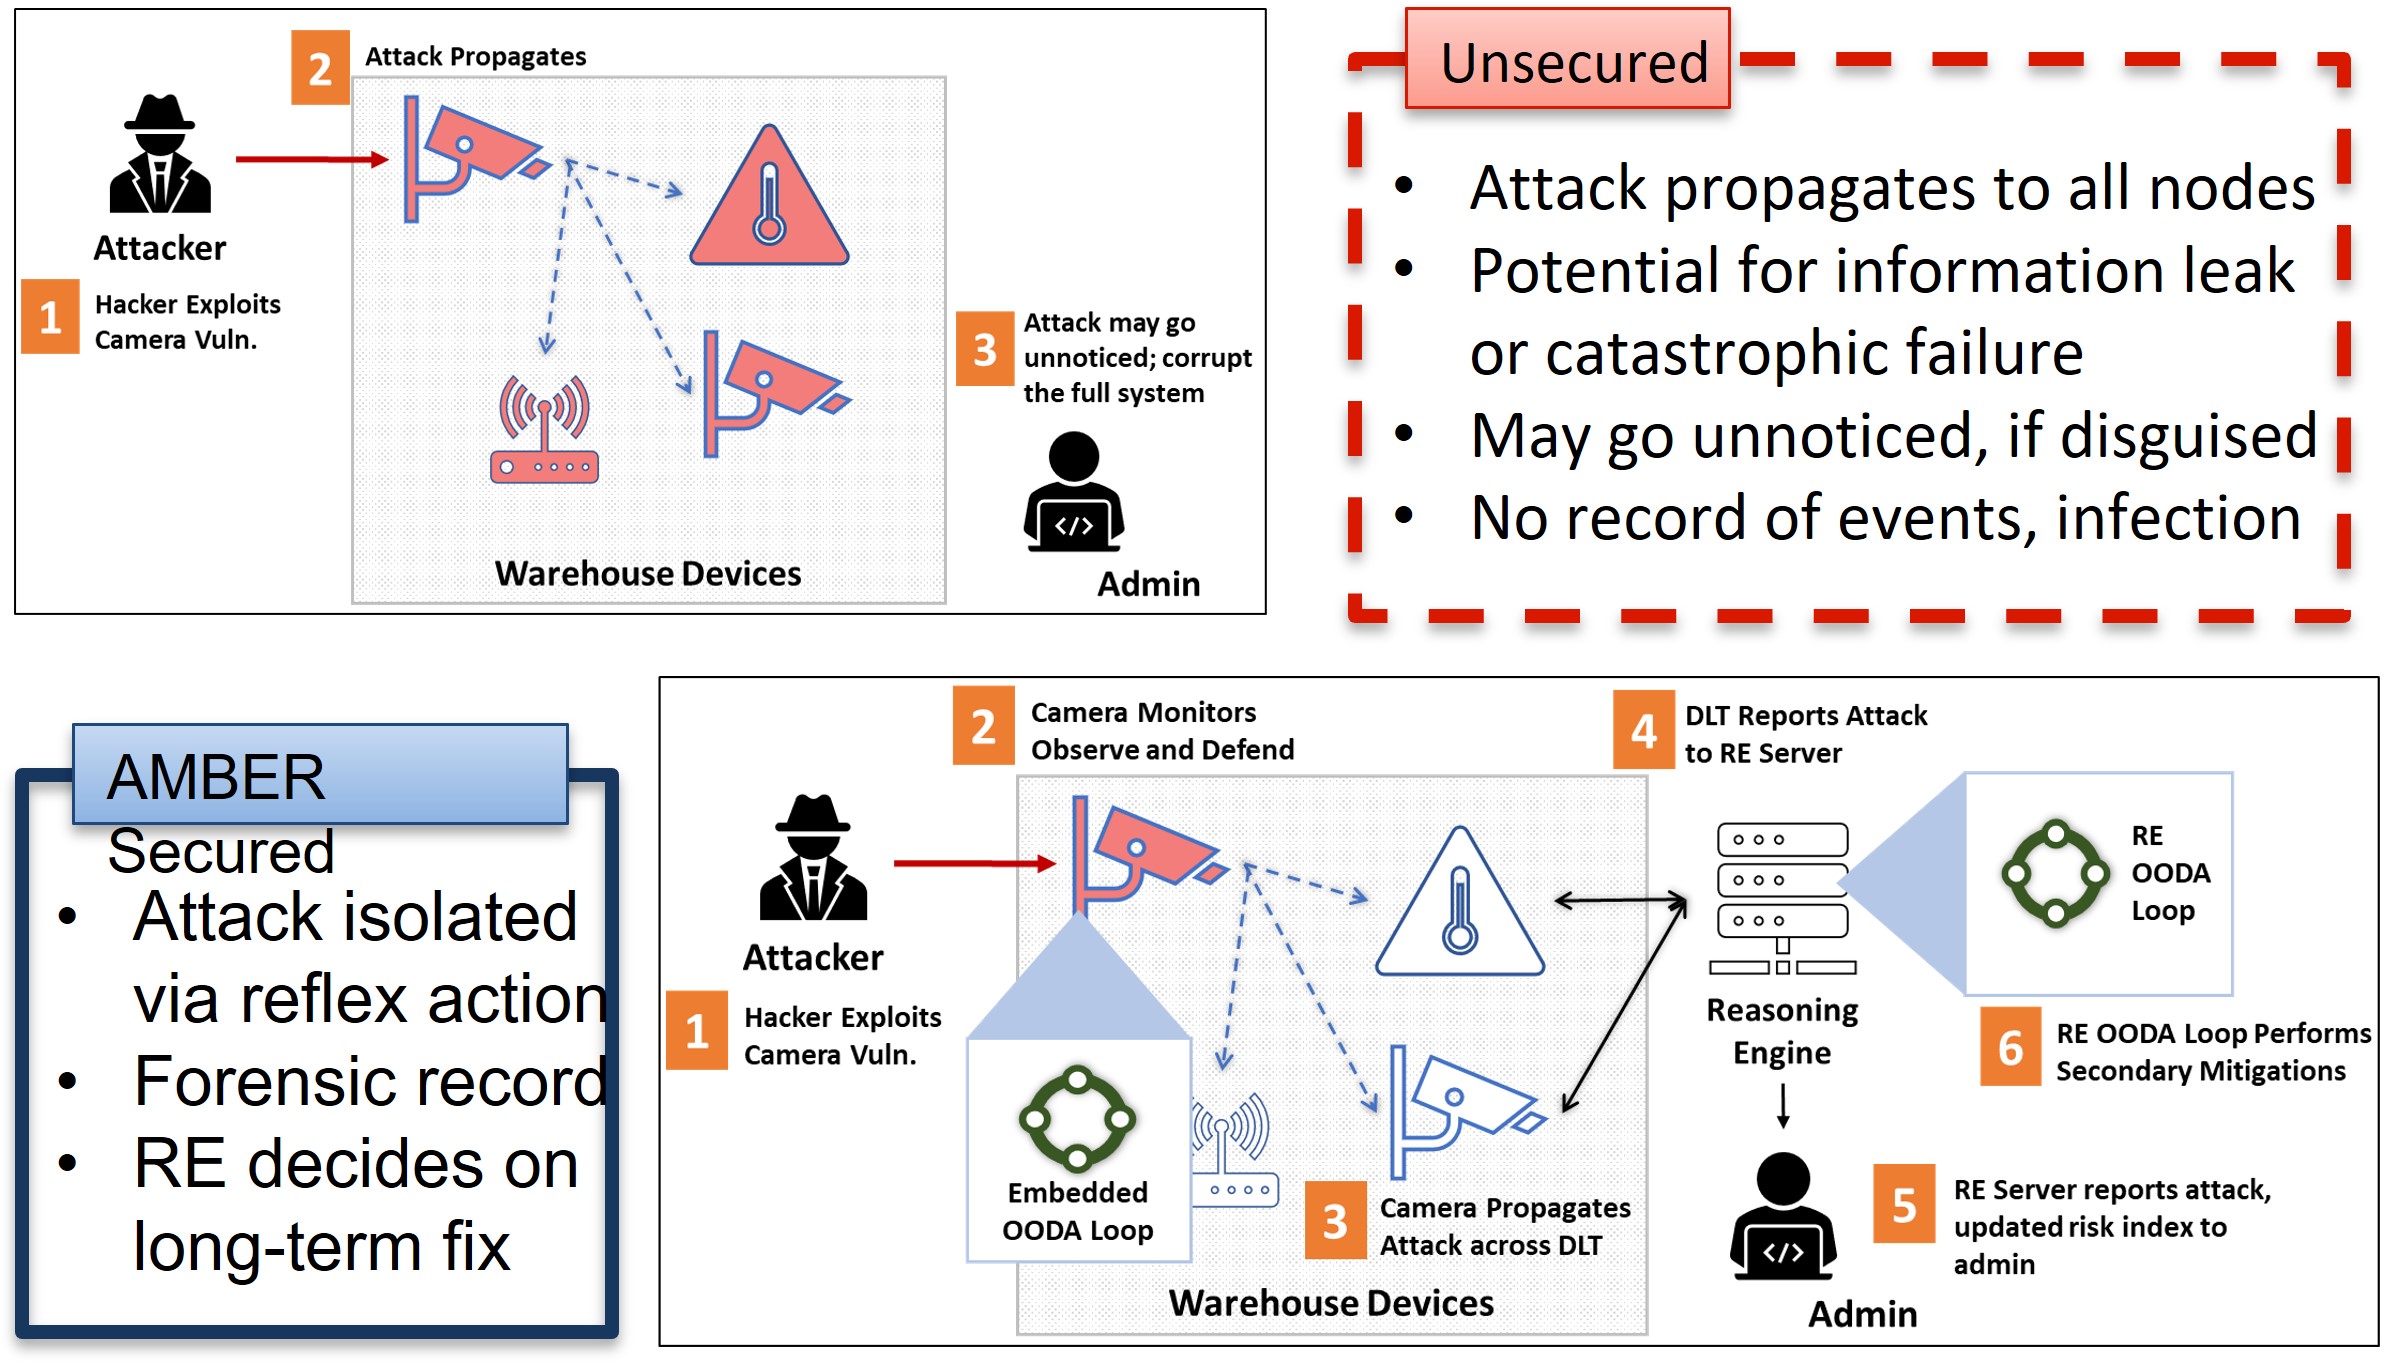 2
Attack Propagates
Attacker
1
Hacker Exploits
Camera Vuln.
3
Attack may go
unnoticed; corrupt
the full system
Warehouse Devices
Admin
Unsecured
• Attack propagates to all nodes
• Potential for information leak
or catastrophic failure
• May go unnoticed, if disguised
• No record of events, infection
AMBER
Secured
• Attack isolated
via reflex action
• Forensic record
• RE decides on
long-term fix
2
Camera Monitors
Observe and Defend
Attacker
1
Hacker Exploits
Camera Vuln.
Embedded
OODA Loop
3
Camera Propagates
Attack across DLT
Warehouse Devices
4
DLT Reports Attack
to RE Server
Reasoning
Engine
RE
OODA
Loop
6
RE OODA Loop Performs
Secondary Mitigations
5
RE Server reports attack,
updated risk index to
admin
Admin